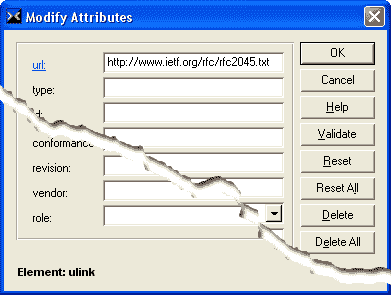 Modify Attributes
url: http://www.ietf.org/rfc/rfc2045.txt
type:
conformance
revision:
vendor:
role:
OK
Cancel
Help
Validate
Reset
Reset All
Delete
Delete All
Element: ulink